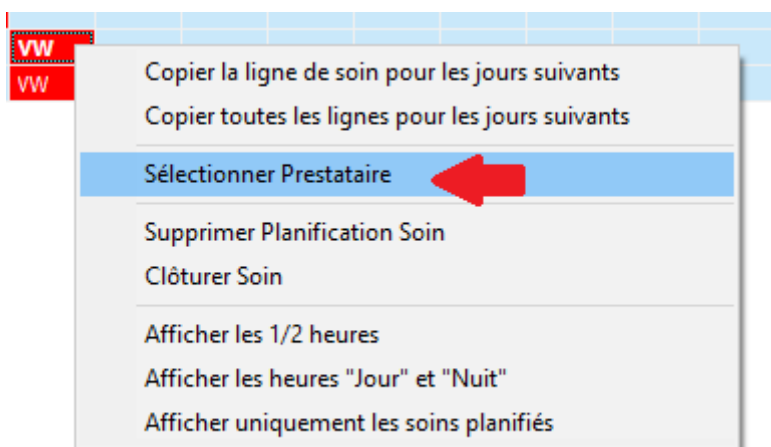 VW
VW
Copier la ligne de soin pour les jours suivants
Copier toutes les lignes pour les jours suivants
Sélectionner Prestataire
Supprimer Planification Soin
Clôturer Soin
Afficher les 1/2 heures
Afficher les heures "Jour" et "Nuit"
Afficher uniquement les soins planifiés